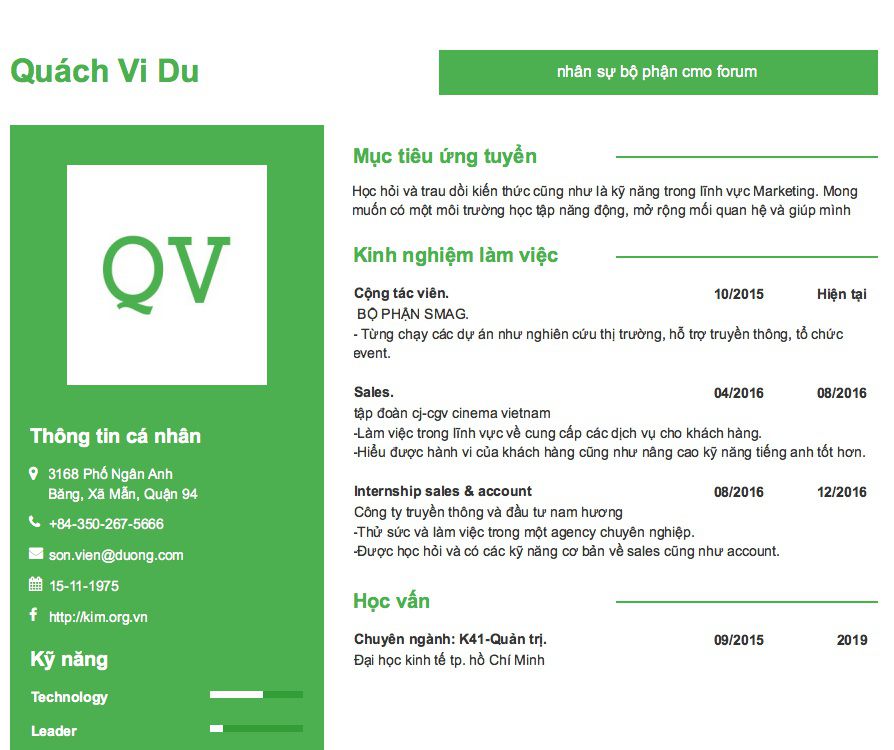 Quách Vi Du
nhân sự bộ phận cmo forum
QV
Thông tin cá nhân
3168 Phố Ngân Anh
Băng, Xã Mẫn, Quận 94
+84-350-267-5666
son.vien@duong.com
15-11-1975
http://kim.org.vn
Kỹ năng
Technology
Leader
Mục tiêu ứng tuyển
Học hỏi và trau dồi kiến thức cũng như là kỹ năng trong lĩnh vực Marketing. Mong
muốn có một môi trường học tập năng động, mở rộng mối quan hệ và giúp mình
Kinh nghiệm làm việc
Cộng tác viên. 10/2015 Hiện tại
BỘ PHẬN SMAG.
- Từng chạy các dự án như nghiên cứu thị trường, hỗ trợ truyền thông, tổ chức
event.
Sales. 04/2016 08/2016
tập đoàn cj-cgv cinema vietnam
-Làm việc trong lĩnh vực về cung cấp các dịch vụ cho khách hàng.
-Hiểu được hành vi của khách hàng cũng như nâng cao kỹ năng tiếng anh tốt hơn.
Internship sales & account 08/2016 12/2016
Công ty truyền thông và đầu tư nam hương
-Thử sức và làm việc trong một agency chuyên nghiệp.
-Được học hỏi và có các kỹ năng cơ bản về sales cũng như account.
Học vấn
Chuyên ngành: K41-Quản trị. 09/2015 2019
Đại học kinh tế tp. hồ Chí Minh